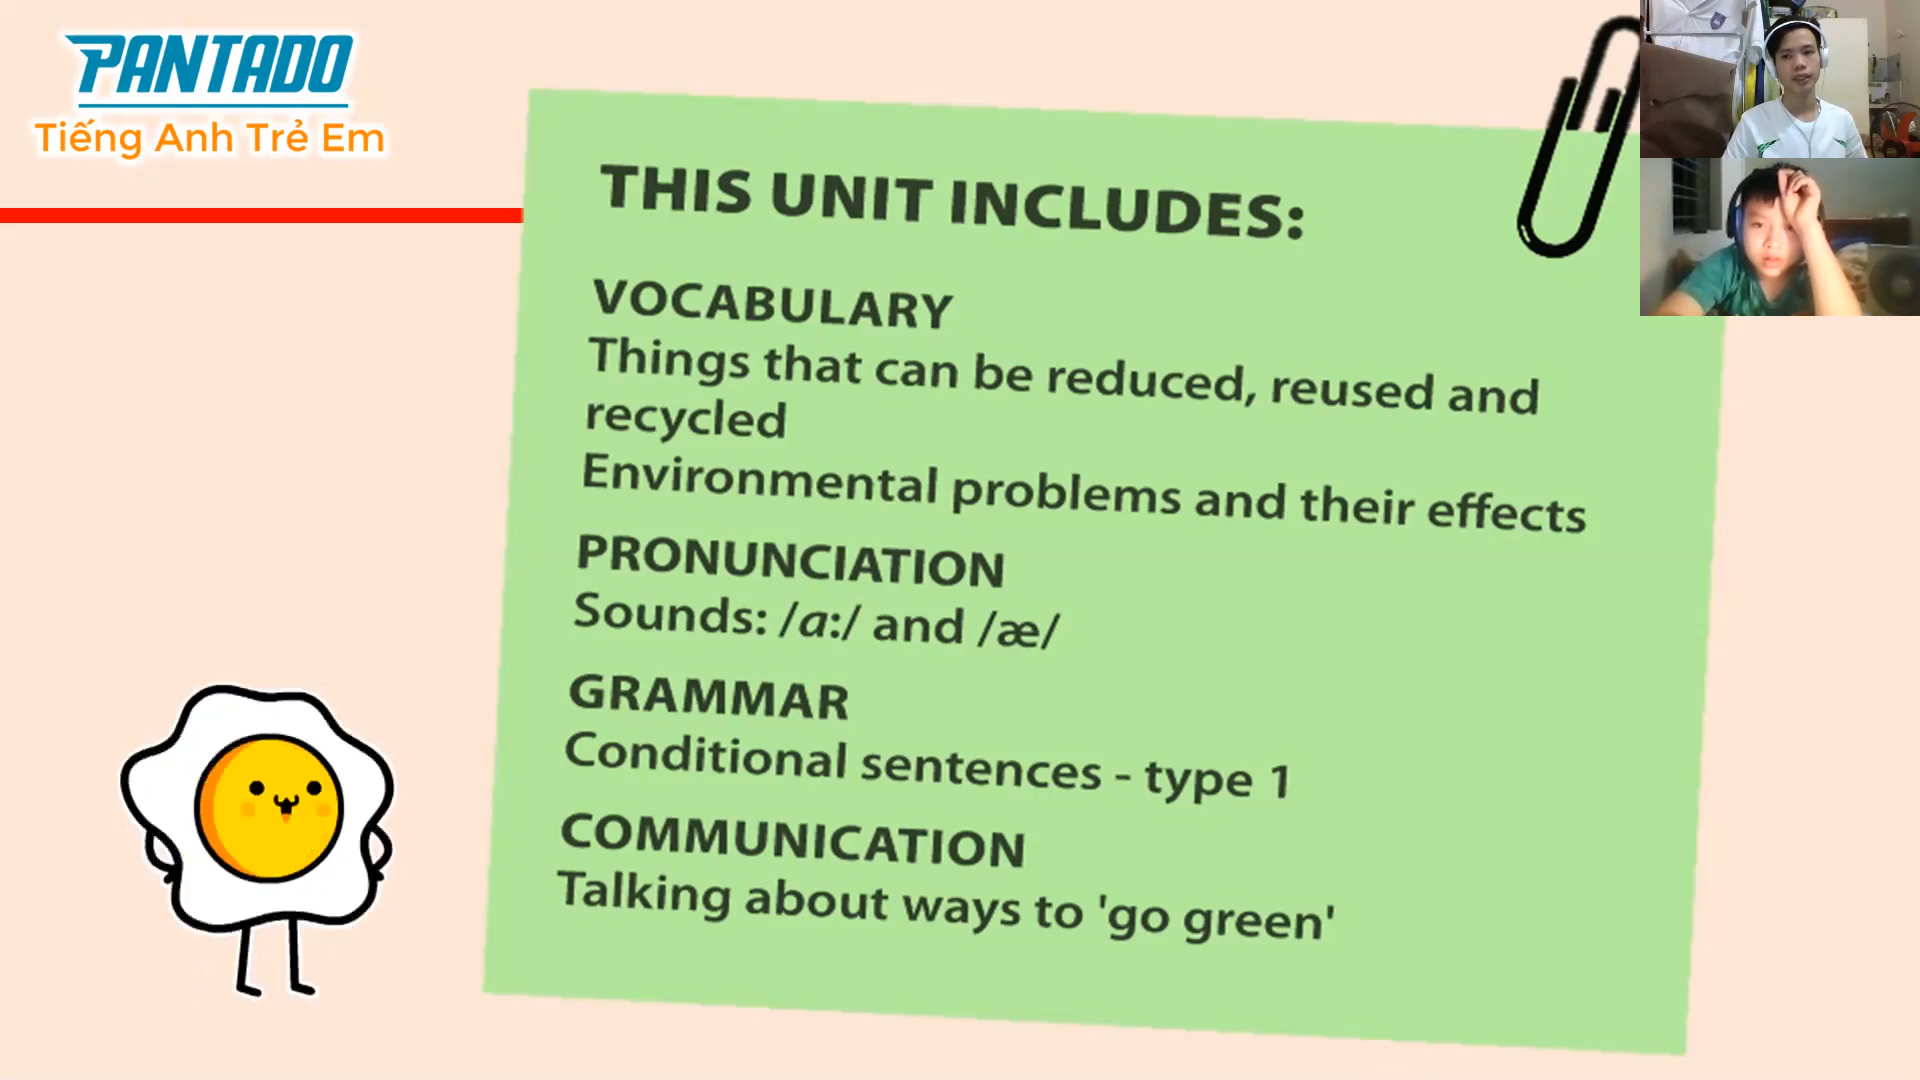 PANTADO
Tiếng Anh Trẻ Em
THIS UNIT INCLUDES:
VOCABULARY
Things that can be reduced, reused and
recycled
Environmental problems and their effects
PRONUNCIATION
Sounds: /ɑ:/ and /æ/
GRAMMAR
Conditional sentences - type 1
COMMUNICATION
Talking about ways to 'go green'